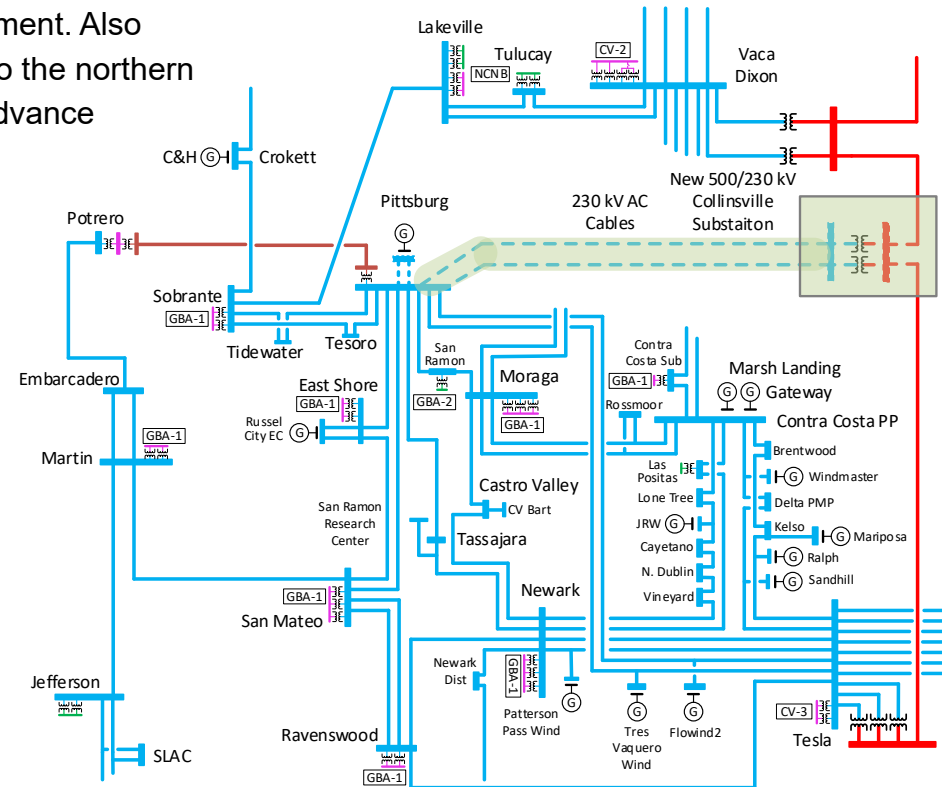 ment. Also
o the northern
dvance
Lakeville
Tulucay
NCNB
CV-2
Vaca
Dixon
C&H
G
Crokett
Potrero
Pittsburg
G
230 kV AC
Cables
New 500/230 kV
Collinsville
Substaiton
Sobrante
GBA-1
Tidewater
Tesoro
San
Ramon
GBA-2
Moraga
GBA-1
Contra
Costa Sub
GBA-1
Rossmoor
Marsh Landing
G
G
Gateway
Contra Costa PP
Embarcadero
GBA-1
Martin
East Shore
GBA-1
Russel
City EC
G
Brentwood
G
Windmaster
Las
Positas
Lone Tree
Delta PMP
JRW
G
Kelso
G
Mariposa
Cayetano
G
Ralph
N. Dublin
G
Sandhill
Vineyard
Castro Valley
CV Bart
San Ramon
Research
Center
Tassajara
GBA-1
San Mateo
Newark
GBA-1
Newark
Dist
Patterson
Pass Wind
G
G
Tres
Vaquero
Wind
G
Flowind2
CV-3
Tesla
Jefferson
SLAC
Ravenswood
GBA-1